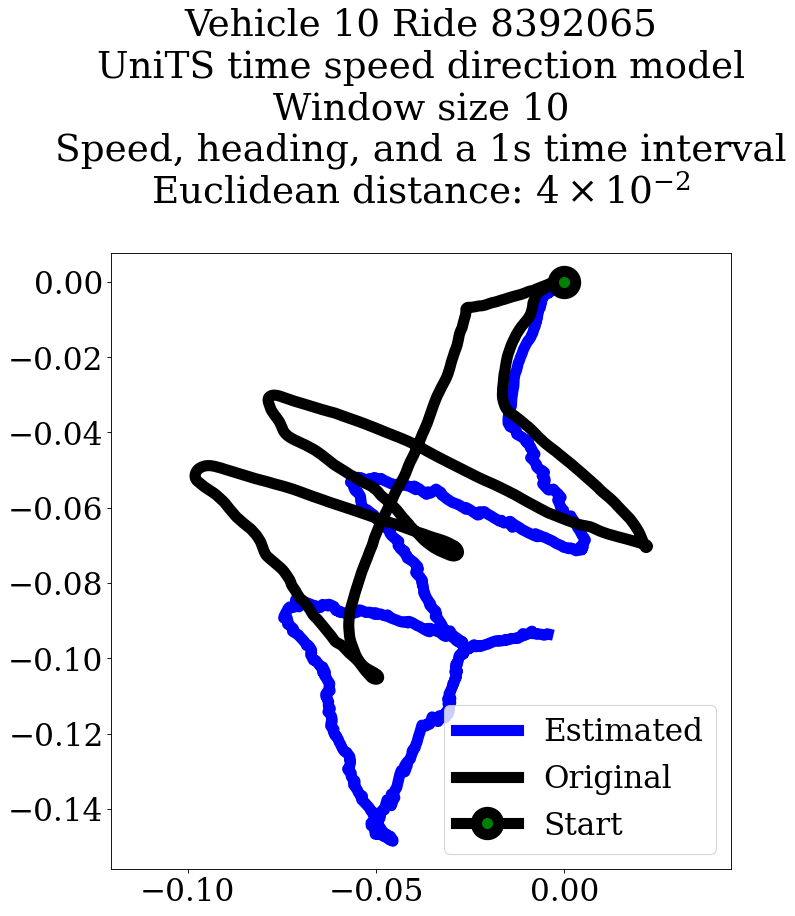 Vehicle 10 Ride 8392065
UniTS time speed direction model
Window size 10
Speed, heading, and a 1s time interval
Euclidean distance: 4 × 10⁻²
0.00
−0.02
−0.04
−0.06
−0.08
−0.10
−0.12
−0.14
Estimated
Original
Start
−0.10 −0.05 0.00